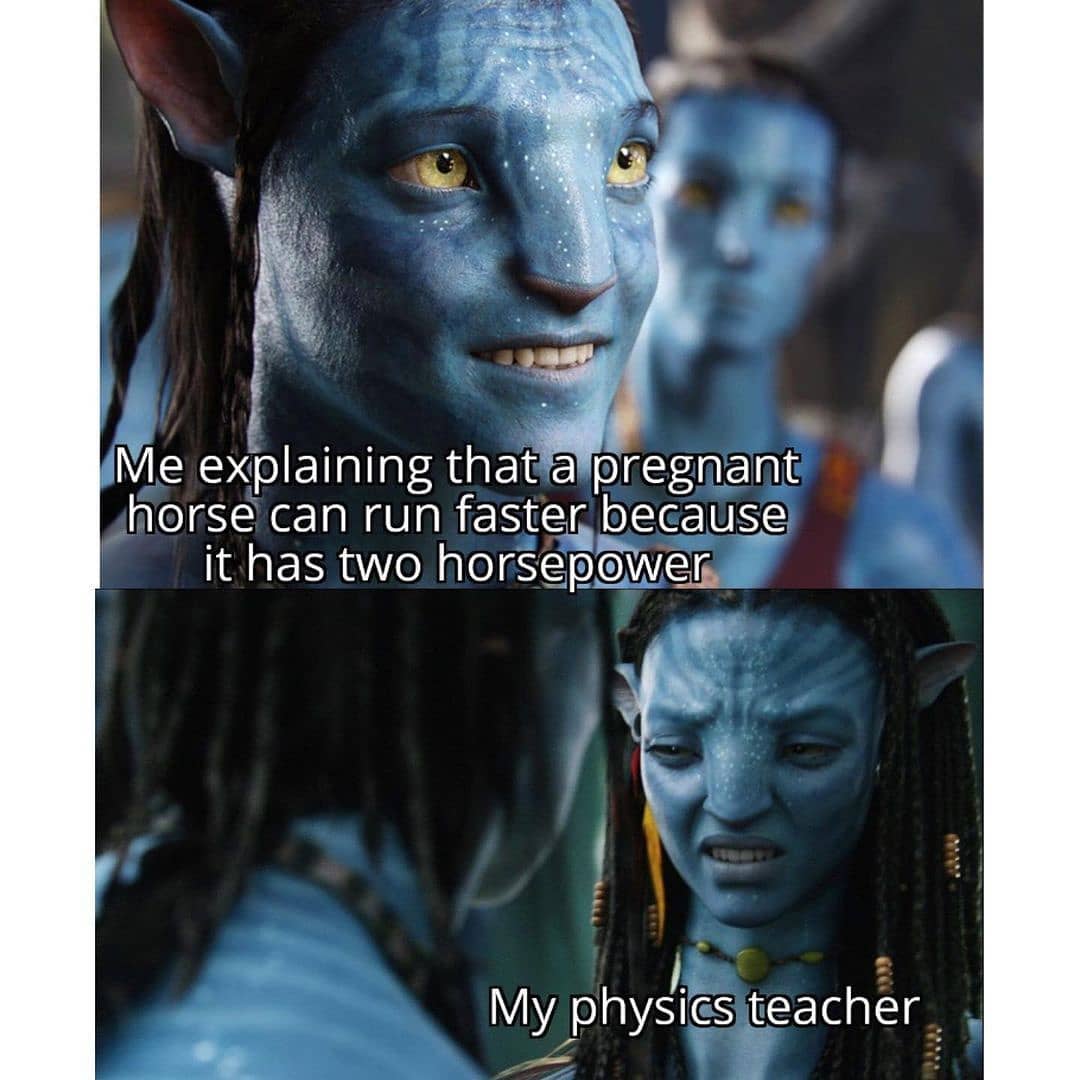 Me explaining that a pregnant
horse can run faster because
it has two horsepower
My physics teacher